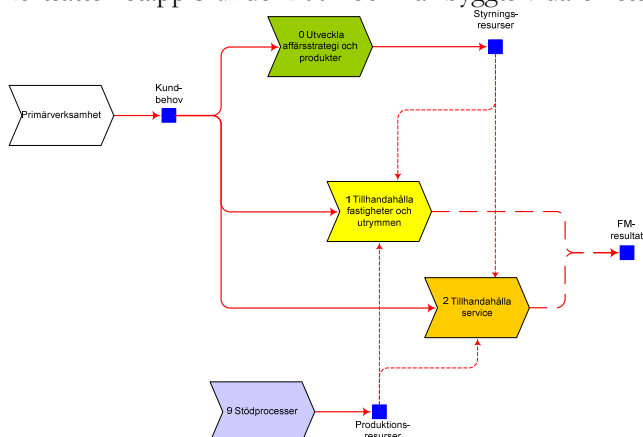 Styrnings-
resurser
0 Utveckla
affärsstrategi och
produkter
Kund-
behov
Primärverksamhet
1 Tillhandahålla
fastigheter och
utrymmen
FM-
resultat
2 Tillhandahålla
service
9 Stödprocesser
Produktions-
resurser